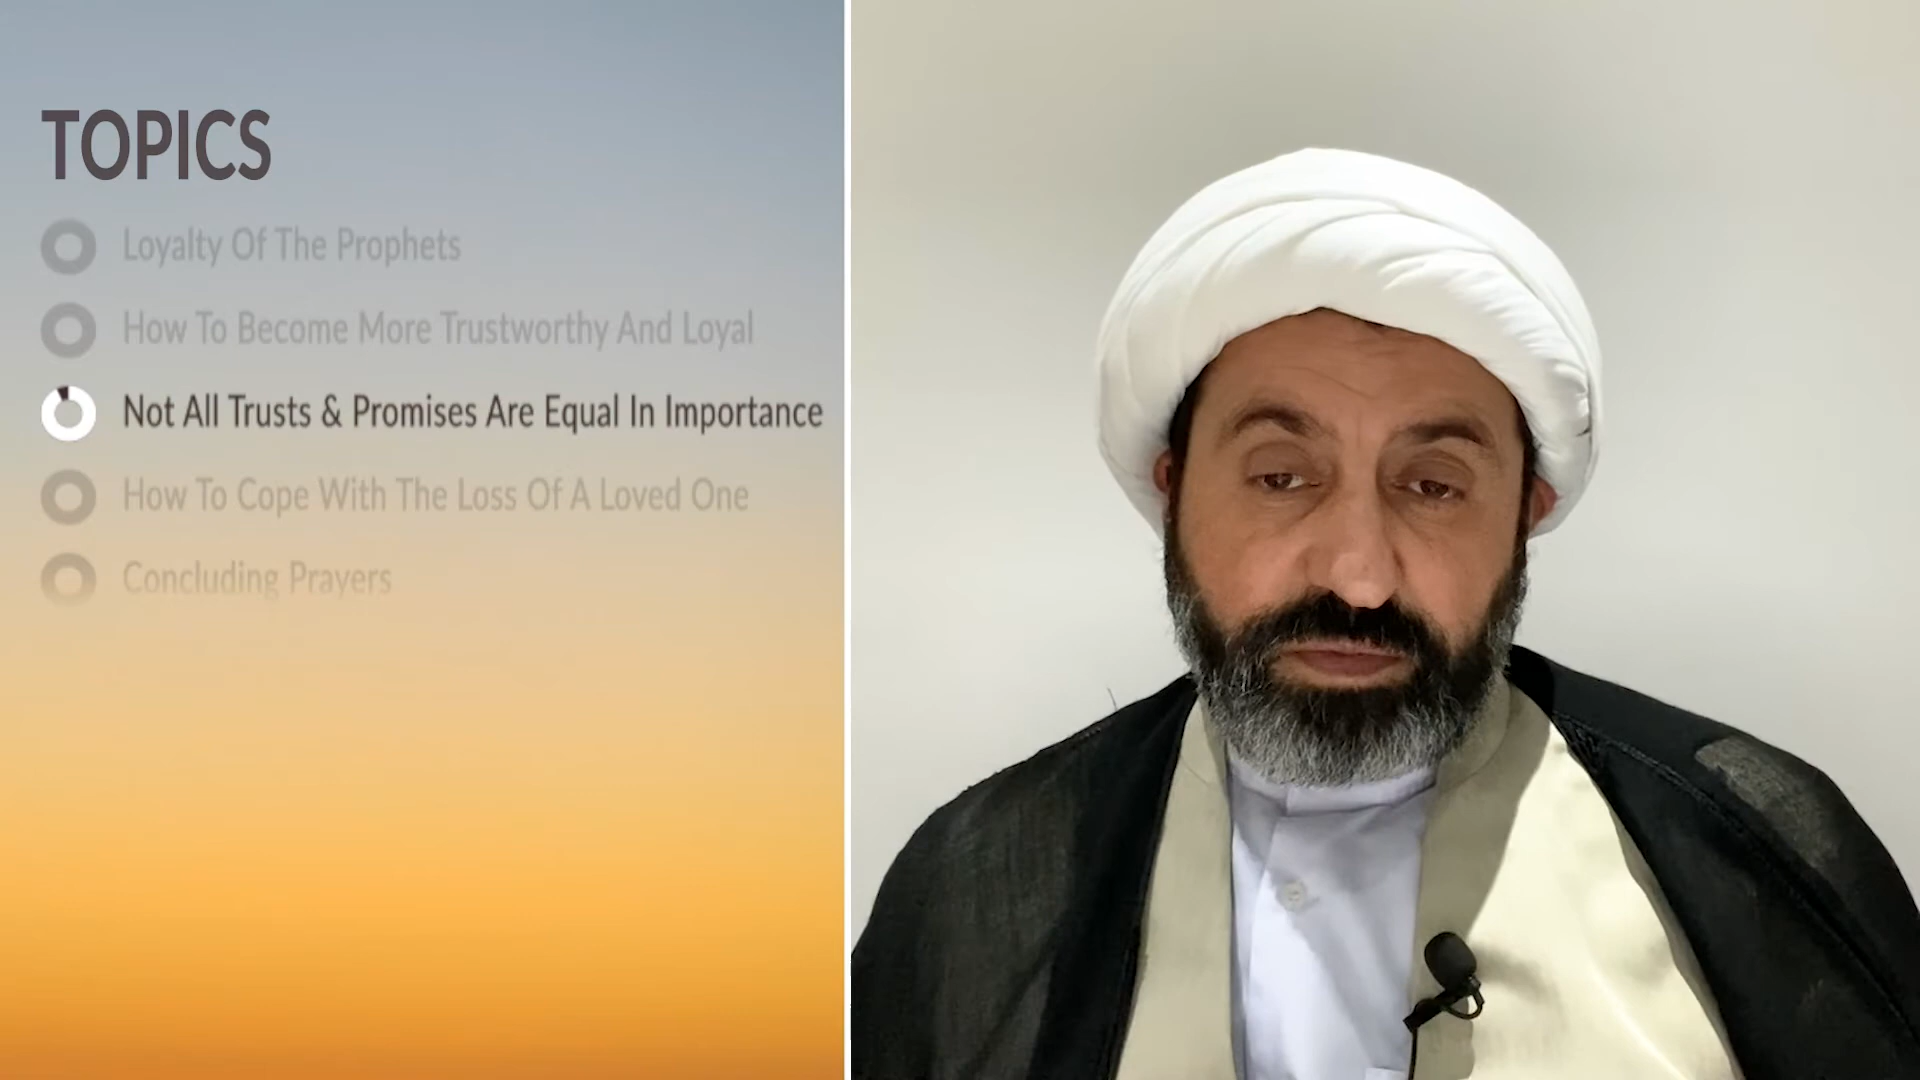 TOPICS
Loyalty Of The Prophets
How To Become More Trustworthy And Loyal
Not All Trusts & Promises Are Equal In Importance
How To Cope With The Loss Of A Loved One
Concluding Prayers